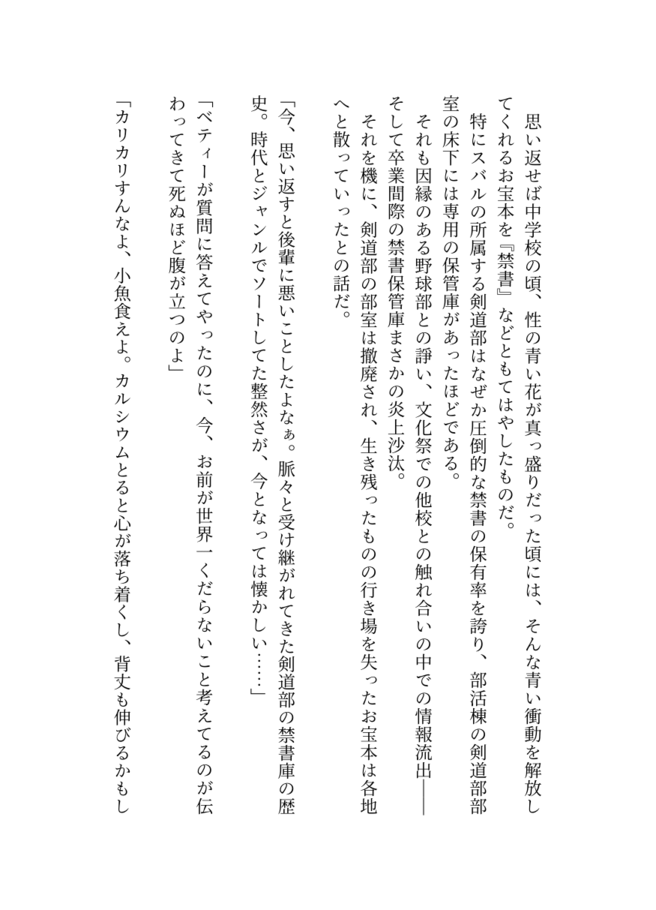 思い返せば中学校の頃、性の青い花が真っ盛りだった頃には、そんな青い衝動を解放し
てくれるお宝本を『禁書』などともてはやしたものだ。
　特にスバルの所属する剣道部はなぜか圧倒的な禁書の保有率を誇り、部活棟の剣道部部
室の床下には専用の保管庫があったほどである。
　それも因縁のある野球部との諍い、文化祭での他校との触れ合いの中での情報流出――
そして卒業間際の禁書保管庫まさかの炎上沙汰。
　それを機に、剣道部の部室は撤廃され、生き残ったものの行き場を失ったお宝本は各地
へと散っていったとの話だ。
「今、思い返すと後輩に悪いことしたよなぁ。脈々と受け継がれてきた剣道部の禁書庫の歴
史。時代とジャンルでソートしてた整然さが、今となっては懐かしい……」
「ベティーが質問に答えてやったのに、今、お前が世界一くだらないこと考えてるのが伝
わってきて死ぬほど腹が立つのよ」
「カリカリすんなよ、小魚食えよ。カルシウムとると心が落ち着くし、背丈も伸びるかもし